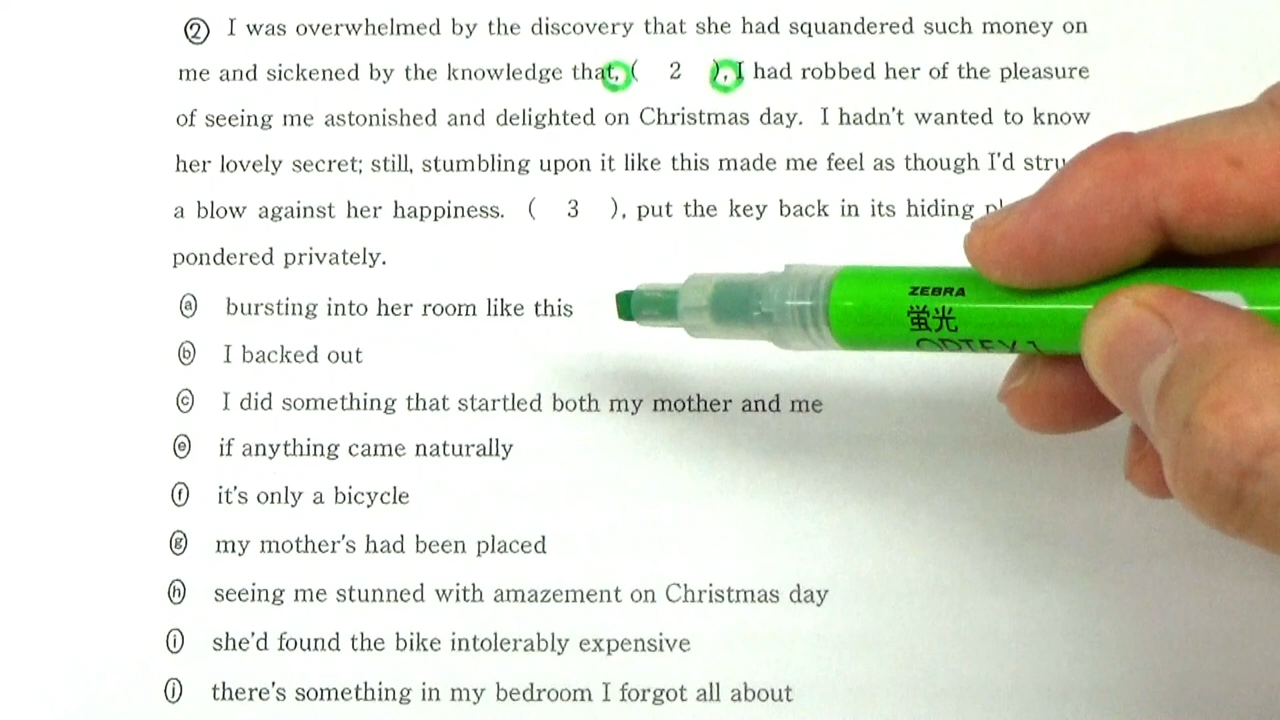 ② I was overwhelmed by the discovery that she had squandered such money on
me and sickened by the knowledge that, ( 2 ), I had robbed her of the pleasure
of seeing me astonished and delighted on Christmas day. I hadn't wanted to know
her lovely secret; still, stumbling upon it like this made me feel as though I'd
a blow against her happiness. ( 3 ), put the key back in its hiding
pondered privately.
ⓐ bursting into her room like this
ⓑ I backed out
ⓒ I did something that startled both my mother and me
ⓔ if anything came naturally
ⓕ it's only a bicycle
ⓖ my mother's had been placed
ⓗ seeing me stunned with amazement on Christmas day
ⓘ she'd found the bike intolerably expensive
ⓙ there's something in my bedroom I forgot all about
ZEBRA
蛍光